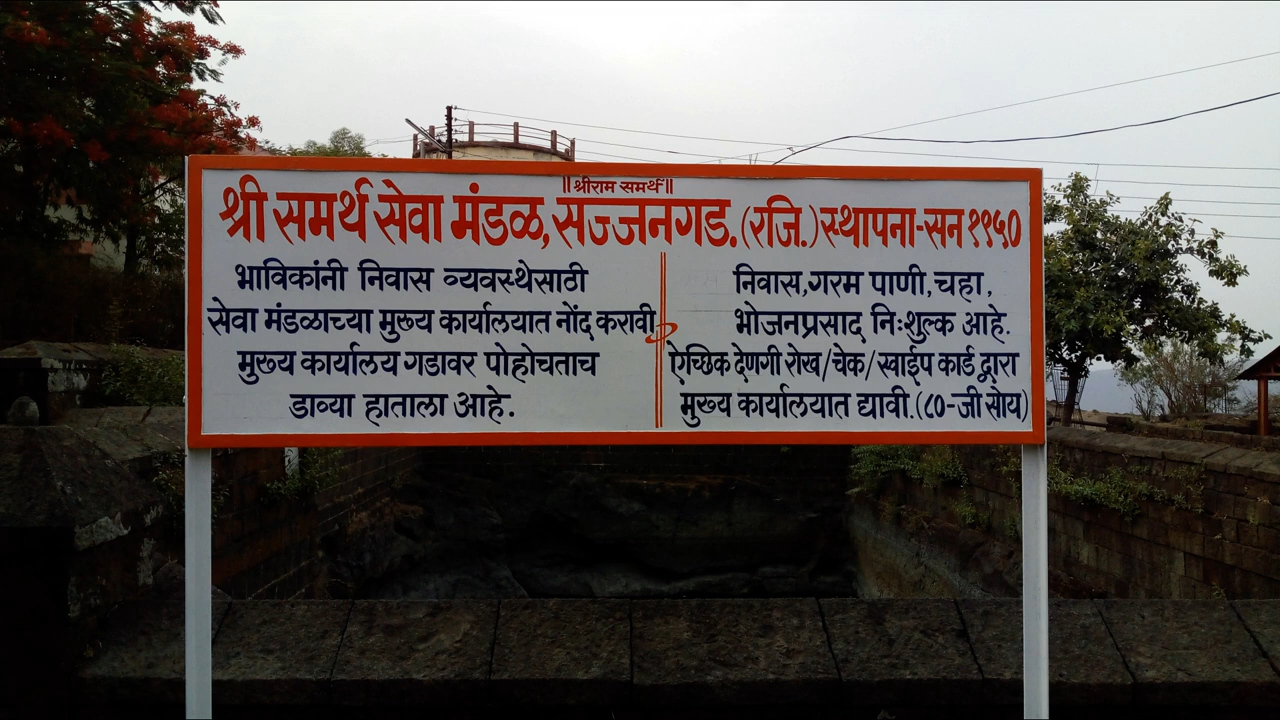 ॥श्रीराम समर्थ॥
श्री समर्थ सेवा मंडळ, सज्जनगड. (रजि.) स्थापना-सन १९५०
भाविकांनी निवास व्यवस्थेसाठी
सेवा मंडळाच्या मुख्य कार्यालयात नोंद करावी
मुख्य कार्यालय गडावर पोहोचताच
डाव्या हाताला आहे.
निवास,गरम पाणी, चहा,
भोजनप्रसाद निःशुल्क आहे.
ऐच्छिक देणगी रोख/चेक/स्वाईप कार्ड द्वारा
मुख्य कार्यालयात द्यावी.(८०-जी सोय)